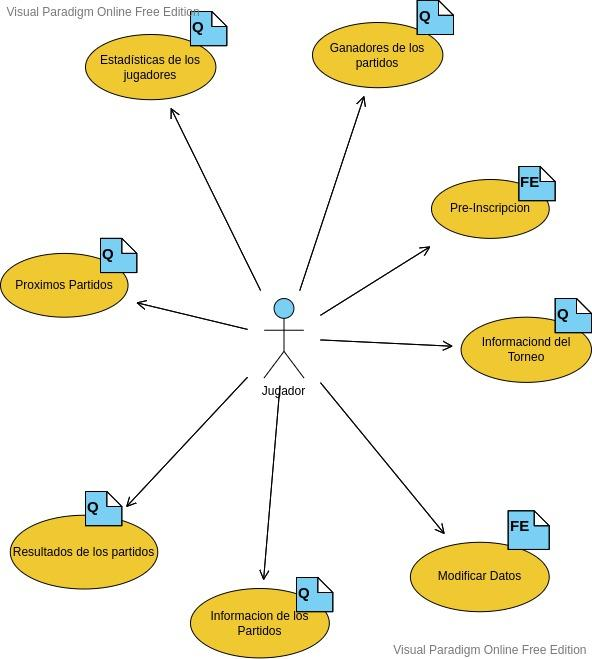 Visual Paradigm Online Free Edition
Q
Estadísticas de los
jugadores
Q
Ganadores de los
partidos
FE
Pre-Inscripcion
Q
Proximos Partidos
Q
Informaciond del
Torneo
Jugador
Q
Resultados de los partidos
FE
Modificar Datos
Q
Informacion de los
Partidos
Visual Paradigm Online Free Edition